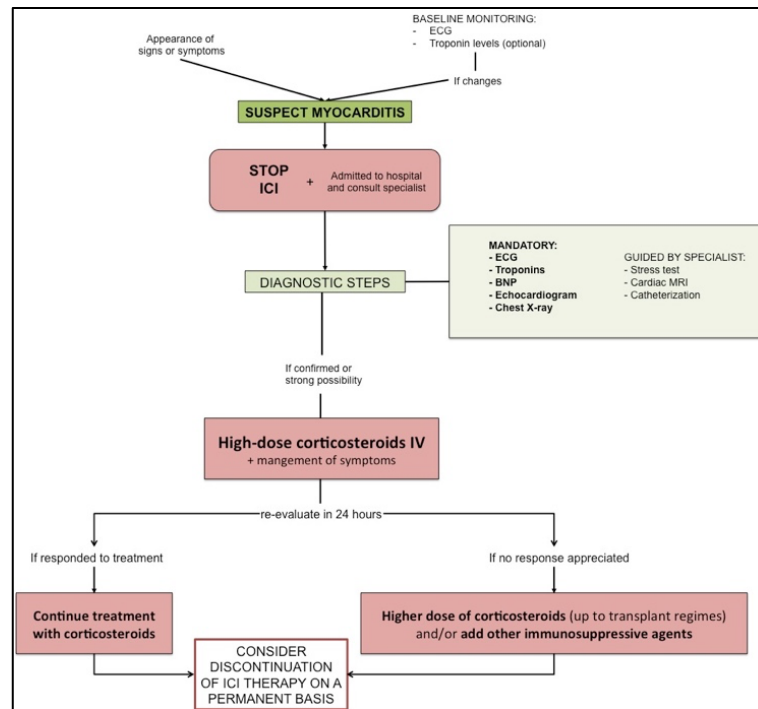 Appearance of
signs or symptoms
BASELINE MONITORING:
- ECG
- Troponin levels (optional)
If changes
SUSPECT MYOCARDITIS
STOP
ICI
+
Admitted to hospital
and consult specialist
DIAGNOSTIC STEPS
MANDATORY:
- ECG
- Troponins
- BNP
- Echocardiogram
- Chest X-ray
GUIDED BY SPECIALIST:
- Stress test
- Cardiac MRI
- Catheterization
If confirmed or
strong possibility
High-dose corticosteroids IV
+ mangement of symptoms
re-evaluate in 24 hours
If responded to treatment
If no response appreciated
Continue treatment
with corticosteroids
Higher dose of corticosteroids (up to transplant regimes)
and/or add other immunosuppressive agents
CONSIDER
DISCONTINUATION
OF ICI THERAPY ON A
PERMANENT BASIS